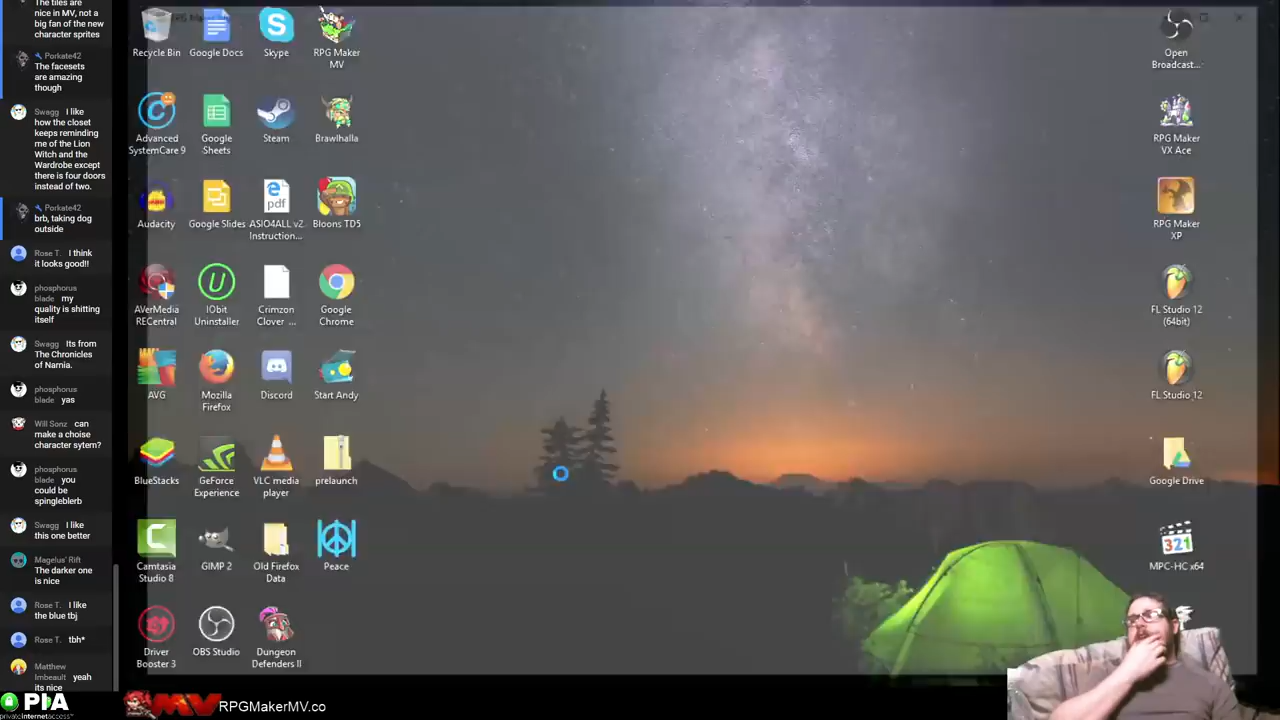 The tiles are
nice in MV, not a
big fan of the new
character sprites
Porkate42
The facesets
are amazing
though
Swagg I like
how the closet
keeps reminding
me of the Lion
Witch and the
Wardrobe except
there is four doors
instead of two.
Porkate42
brb, taking dog
outside
Rose T. I think
it looks good!!
phosphorus
blade my
quality is shitting
itself
Swagg Its from
The Chronicles
of Narnia.
phosphorus
blade yas
Will Sonz can
make a choise
character sytem?
phosphorus
blade you
could be
spingleblerb
Swagg I like
this one better
Magelus' Rift
The darker one
is nice
Rose T. I like
the blue tbj
Rose T. tbh*
Matthew
Imbeault yeah
its nice
PIA
privateinternetaccess
MV RPGMakerMV.co
Recycle Bin
Google Docs
Skype
RPG Maker
MV
Advanced
SystemCare 9
Google
Sheets
Steam
Brawlhalla
Audacity
Google Slides
pdf
ASIO4ALL v2
Instruction...
Bloons TD5
AVerMedia
RECentral
IObit
Uninstaller
Crimzon
Clover ...
Google
Chrome
AVG
Mozilla
Firefox
Discord
Start Andy
BlueStacks
GeForce
Experience
VLC media
player
prelaunch
Camtasia
Studio 8
GIMP 2
Old Firefox
Data
Peace
Driver
Booster 3
OBS Studio
Dungeon
Defenders II
Open
Broadcast...
RPG Maker
VX Ace
RPG Maker
XP
FL Studio 12
(64bit)
FL Studio 12
Google Drive
321
MPC-HC x64